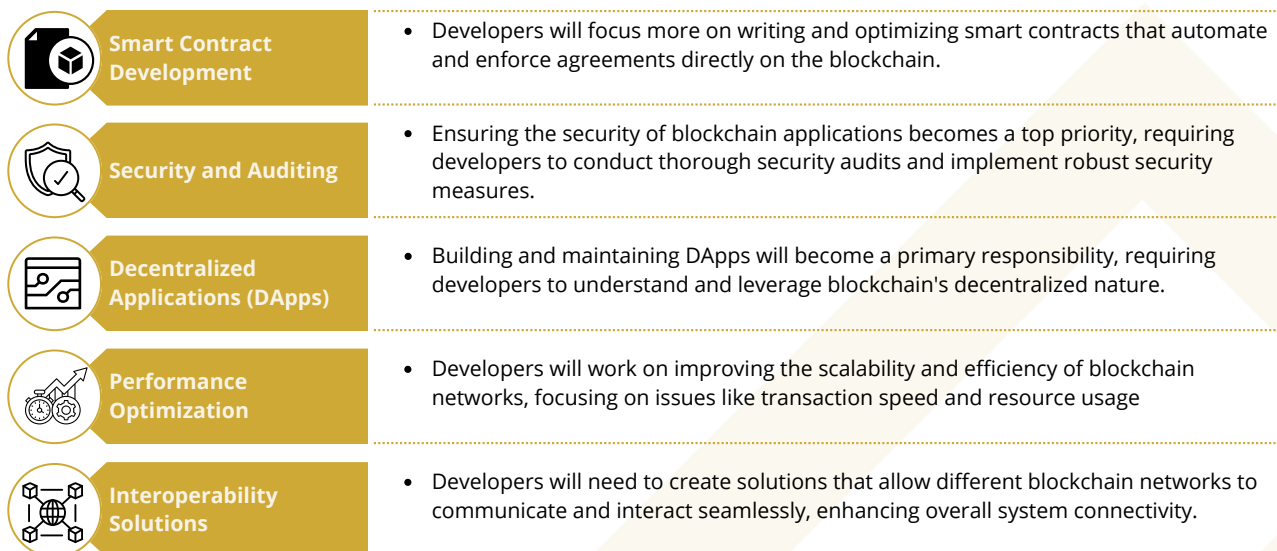 Smart Contract
Development
• Developers will focus more on writing and optimizing smart contracts that automate
and enforce agreements directly on the blockchain.
Security and Auditing
• Ensuring the security of blockchain applications becomes a top priority, requiring
developers to conduct thorough security audits and implement robust security
measures.
Decentralized
Applications (DApps)
• Building and maintaining DApps will become a primary responsibility, requiring
developers to understand and leverage blockchain's decentralized nature.
Performance
Optimization
• Developers will work on improving the scalability and efficiency of blockchain
networks, focusing on issues like transaction speed and resource usage
Interoperability
Solutions
• Developers will need to create solutions that allow different blockchain networks to
communicate and interact seamlessly, enhancing overall system connectivity.